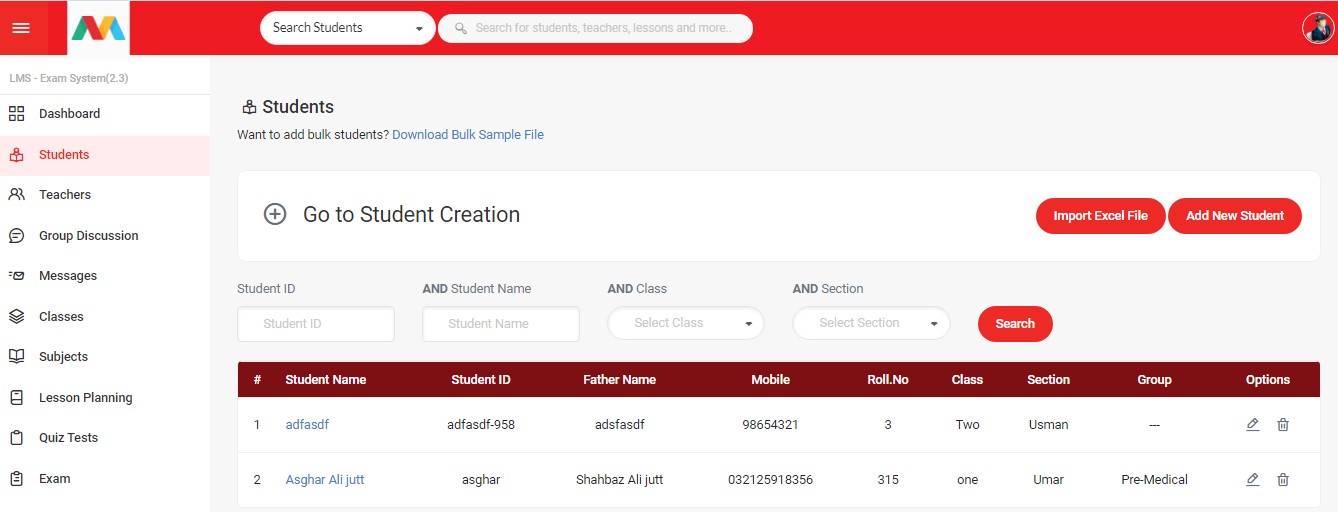 Search Students
Search for students, teachers, lessons and more..
LMS - Exam System(2.3)
Dashboard
Students
Teachers
Group Discussion
Messages
Classes
Subjects
Lesson Planning
Quiz Tests
Exam
Students
Want to add bulk students? Download Bulk Sample File
Go to Student Creation
Import Excel File Add New Student
Student ID AND Student Name AND Class AND Section
Student ID Student Name Select Class Select Section Search
# Student Name Student ID Father Name Mobile Roll.No Class Section Group Options
1 adfasdf adfasdf-958 adsfasdf 98654321 3 Two Usman ---
2 Asghar Ali jutt asghar Shahbaz Ali jutt 032125918356 315 one Umar Pre-Medical